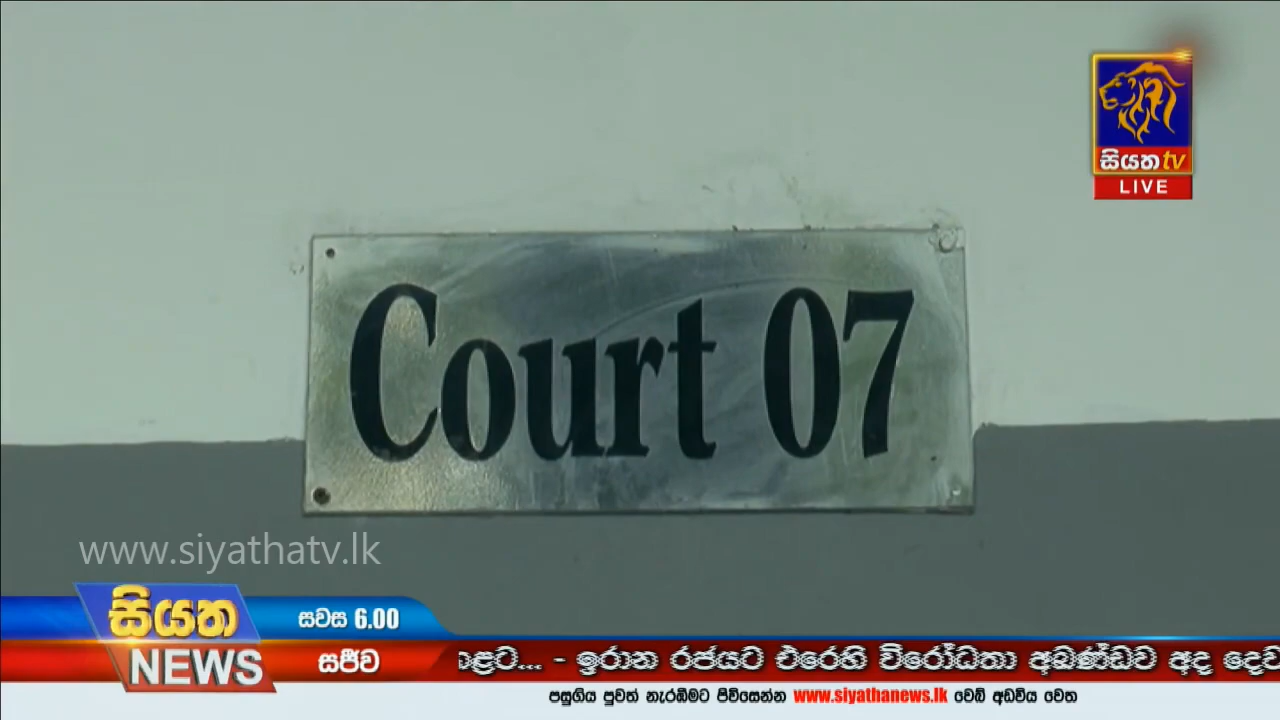 සියත tv
LIVE
Court 07
www.siyathatv.lk
සියත
NEWS
සවස 6.00
සජීව
ළට... - ඉරාන රජයට එරෙහි විරෝධතා අඛණ්ඩව අද දෙව
පසුගිය පුවත් නැරඹීමට පිවිසෙන්න www.siyathanews.lk වෙබ් අඩවිය වෙත